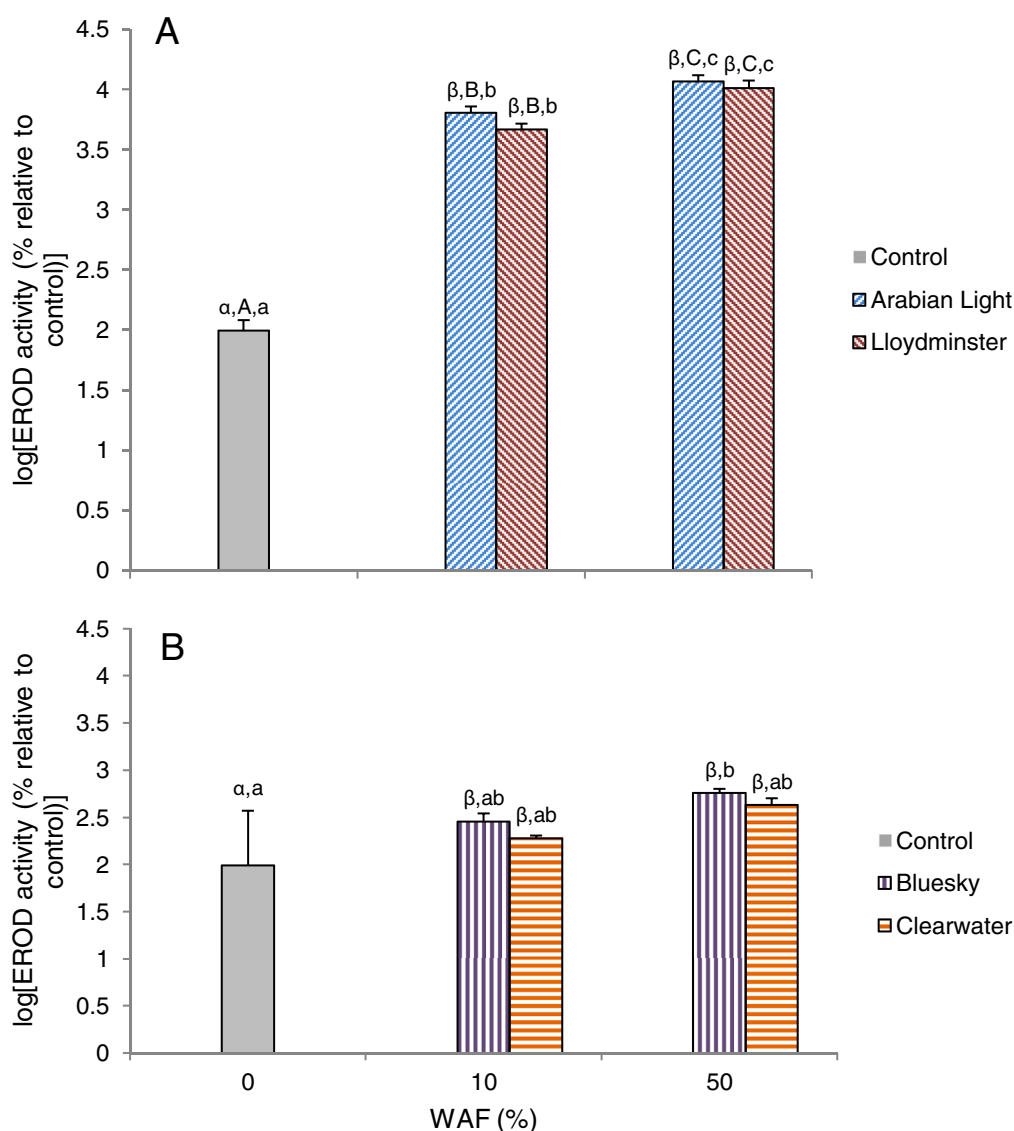 A
log[EROD activity (% relative to
control)]
4.5
4
3.5
3
2.5
2
1.5
1
0.5
0
α,A,a
β,B,b
β,B,b
β,C,c
β,C,c
Control
Arabian Light
Lloydminster
B
log[EROD activity (% relative to
control)]
4.5
4
3.5
3
2.5
2
1.5
1
0.5
0
α,a
β,ab
β,ab
β,b
β,ab
Control
Bluesky
Clearwater
0 10 50
WAF (%)